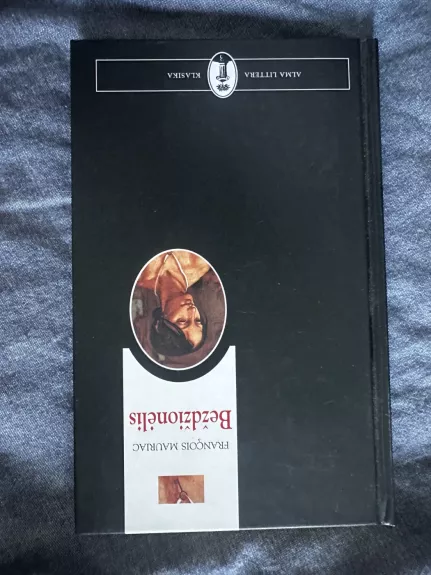 FRANÇOIS MAURIAC
Beždžionėlis
ALMA LITTERA
KLASIKA